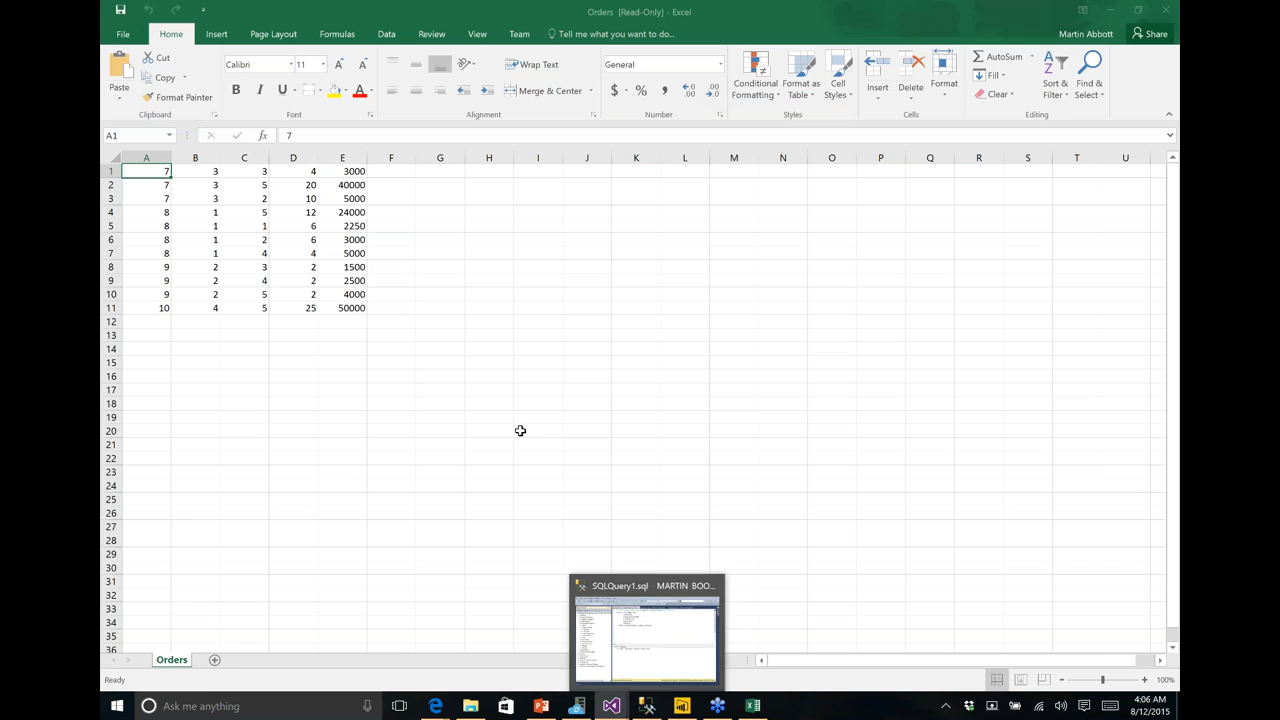 Orders [Read-Only] - Excel
File Home Insert Page Layout Formulas Data Review View Team Tell me what you want to do... Martin Abbott Share
Paste Cut Copy Format Painter
Calibri 11
B I U A
Wrap Text
Merge & Center
General
$ % ,
Conditional Formatting Format as Table Cell Styles
Insert Delete Format
AutoSum Fill Clear
Sort & Filter Find & Select
Clipboard Font Alignment Number Styles Cells Editing
A1 fx 7
A B C D E F G H I J K L M N O P Q R S T U
1 7 3 3 4 3000
2 7 3 5 20 40000
3 7 3 2 10 5000
4 8 1 5 12 24000
5 8 1 1 6 2250
6 8 1 2 6 3000
7 8 1 4 4 5000
8 9 2 3 2 1500
9 9 2 4 2 2500
10 9 2 5 2 4000
11 10 4 5 25 50000
12
13
14
15
16
17
18
19
20
21
22
23
24
25
26
27
28
29
30
31
32
33
34
35
36
SQLQuery1.sql MARTIN BOO...
Orders
Ready 100%
Ask me anything
4:06 AM
8/12/2015